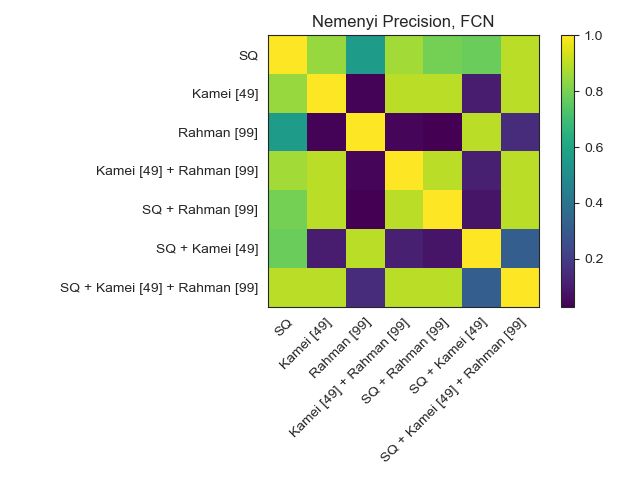 Nemenyi Precision, FCN
SQ
Kamei [49]
Rahman [99]
Kamei [49] + Rahman [99]
SQ + Rahman [99]
SQ + Kamei [49]
SQ + Kamei [49] + Rahman [99]
SQ
Kamei [49]
Rahman [99]
Kamei [49] + Rahman [99]
SQ + Rahman [99]
SQ + Kamei [49]
SQ + Kamei [49] + Rahman [99]
1.0
0.8
0.6
0.4
0.2